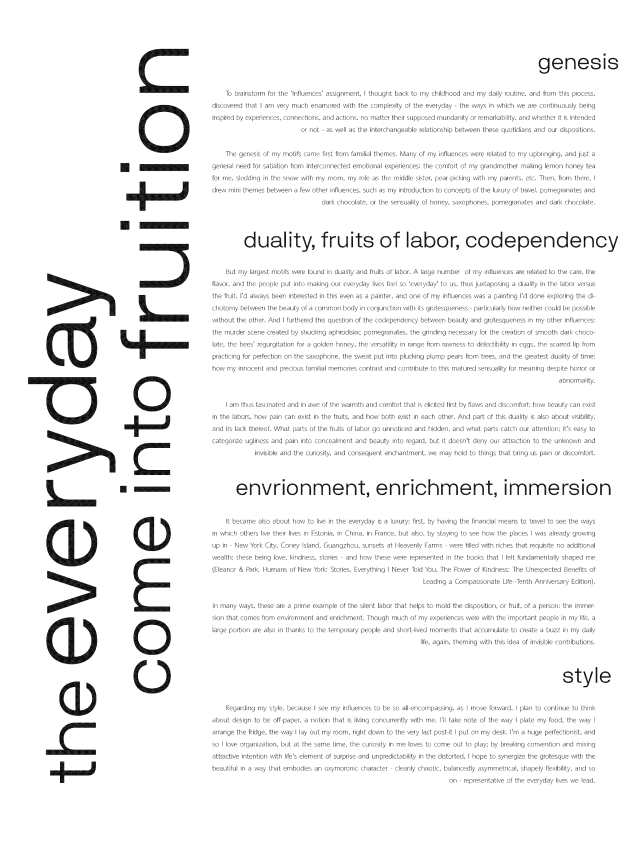 the everyday
come into fruition
genesis
To brainstorm for the 'influences' assignment, I thought back to my childhood and my daily routine, and from this process,
discovered that I am very much enamored with the complexity of the everyday - the ways in which we are continuously being
inspired by experiences, connections, and actions, no matter their supposed mundanity or remarkability, and whether it is intended
or not - as well as the interchangeable relationship between these quotidians and our dispositions.
The genesis of my motifs came first from familial themes. Many of my influences were related to my upbringing, and just a
general need for satiation from interconnected emotional experiences: the comfort of my grandmother making lemon honey tea
for me, sledding in the snow with my mom, my role as the middle sister, pear-picking with my parents, etc. Then, from there, I
drew mini themes between a few other influences, such as my introduction to concepts of the luxury of travel, pomegranates and
dark chocolate, or the sensuality of honey, saxophones, pomegranates and dark chocolate.
duality, fruits of labor, codependency
But my largest motifs were found in duality and fruits of labor. A large number of my influences are related to the care, the
flavor, and the people put into making our everyday lives feel so 'everyday' to us, thus juxtaposing a duality in the labor versus
the fruit. I'd always been interested in this even as a painter, and one of my influences was a painting I'd done exploring the di-
chotomy between the beauty of a common body in conjunction with its grotesqueness - particularly how neither could be possible
without the other. And I furthered this question of the codependency between beauty and grotesqueness in my other influences:
the murder scene created by shucking aphrodisiac pomegranates, the grinding necessary for the creation of smooth dark choco-
late, the bees' regurgitation for a golden honey, the versatility in range from rawness to delectibility in eggs, the scarred lip from
practicing for perfection on the saxophone, the sweat put into plucking plump pears from trees, and the greatest duality of time:
how my innocent and precious familial memories contrast and contribute to this matured sensuality for meaning despite honor or
abnormality.
I am thus fascinated and in awe of the warmth and comfort that is elicited first by flaws and discomfort: how beauty can exist
in the labors, how pain can exist in the fruits, and how both exist in each other. And part of this duality is also about visibility,
and its lack thereof. What parts of the fruits of labor go unnoticed and hidden, and what parts catch our attention; it's easy to
categorize ugliness and pain into concealment and beauty into regard, but it doesn't deny our attraction to the unknown and
invisible and the curiosity, and consequent enchantment, we may hold to things that bring us pain or discomfort.
envrionment, enrichment, immersion
It became also about how to live in the everyday is a luxury: first, by having the financial means to travel to see the ways
in which others live their lives in Estonia, in China, in France, but also, by staying to see how the places I was already growing
up in - New York City, Coney Island, Guangzhou, sunsets at Heavenly Farms - were filled with riches that requisite no additional
wealth: these being love, kindness, stories - and how these were represented in the books that I felt fundamentally shaped me
(Eleanor & Park, Humans of New York: Stories, Everything I Never Told You, The Power of Kindness: The Unexpected Benefits of
Leading a Compassionate Life--Tenth Anniversary Edition).
In many ways, these are a prime example of the silent labor that helps to mold the disposition, or fruit, of a person: the immer-
sion that comes from environment and enrichment. Though much of my experiences were with the important people in my life, a
large portion are also in thanks to the temporary people and short-lived moments that accumulate to create a buzz in my daily
life, again, theming with this idea of invisible contributions.
style
Regarding my style, because I see my influences to be so all-encompassing, as I move forward, I plan to continue to think
about design to be off-paper, a notion that is living concurrently with me. I'll take note of the way I plate my food, the way I
arrange the fridge, the way I lay out my room, right down to the very last post-it I put on my desk. I'm a huge perfectionist, and
so I love organization, but at the same time, the curiosity in me loves to come out to play; by breaking convention and mixing
attractive intention with life's element of surprise and unpredictability in the distorted, I hope to synergize the grotesque with the
beautiful in a way that embodies an oxymoronic character - cleanly chaotic, balancedly asymmetrical, shapely flexibility, and so
on - representative of the everyday lives we lead.